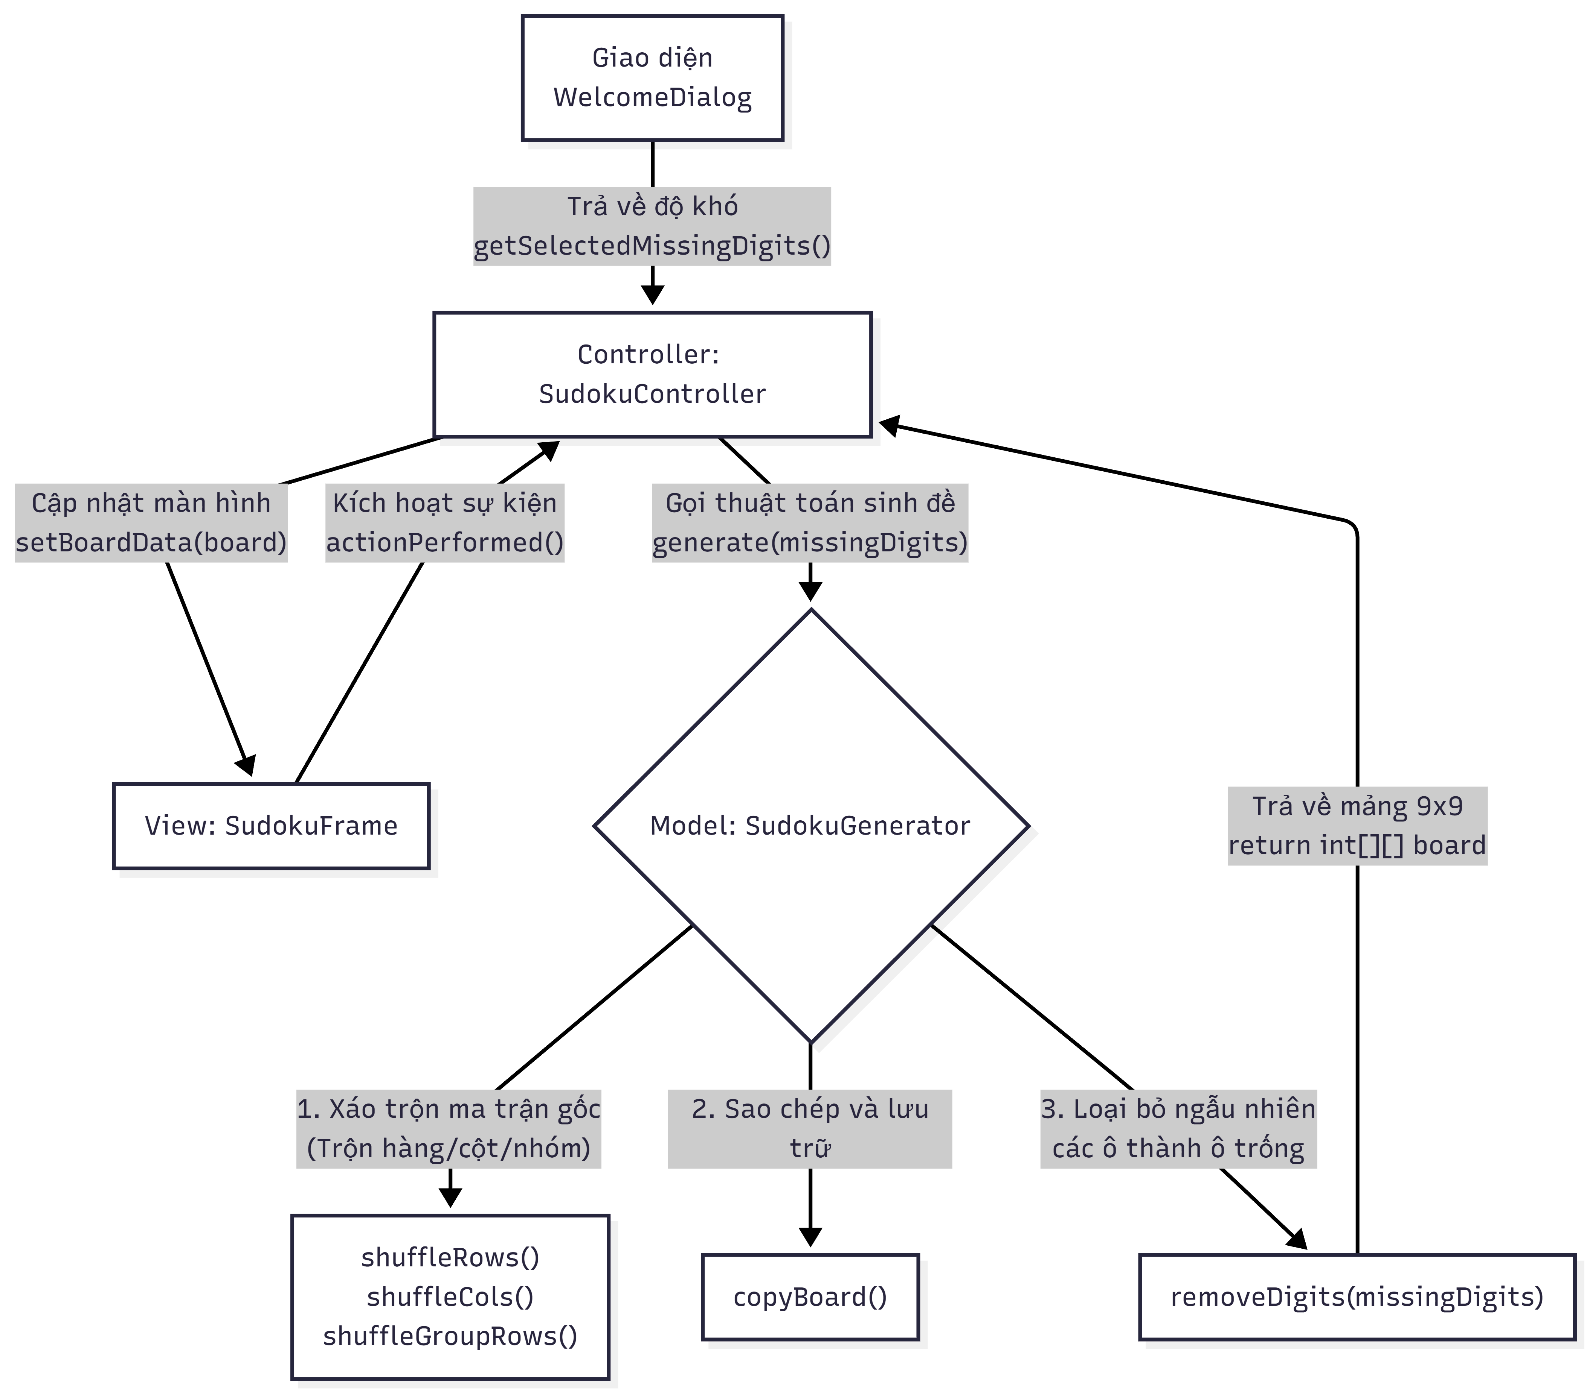 Giao diện
WelcomeDialog
Trả về độ khó
getSelectedMissingDigits()
Controller:
SudokuController
Cập nhật màn hình
setBoardData(board)
Kích hoạt sự kiện
actionPerformed()
Gọi thuật toán sinh đề
generate(missingDigits)
View: SudokuFrame
Model: SudokuGenerator
Trả về mảng 9x9
return int[][] board
1. Xáo trộn ma trận gốc
(Trộn hàng/cột/nhóm)
2. Sao chép và lưu
trữ
3. Loại bỏ ngẫu nhiên
các ô thành ô trống
shuffleRows()
shuffleCols()
shuffleGroupRows()
copyBoard()
removeDigits(missingDigits)